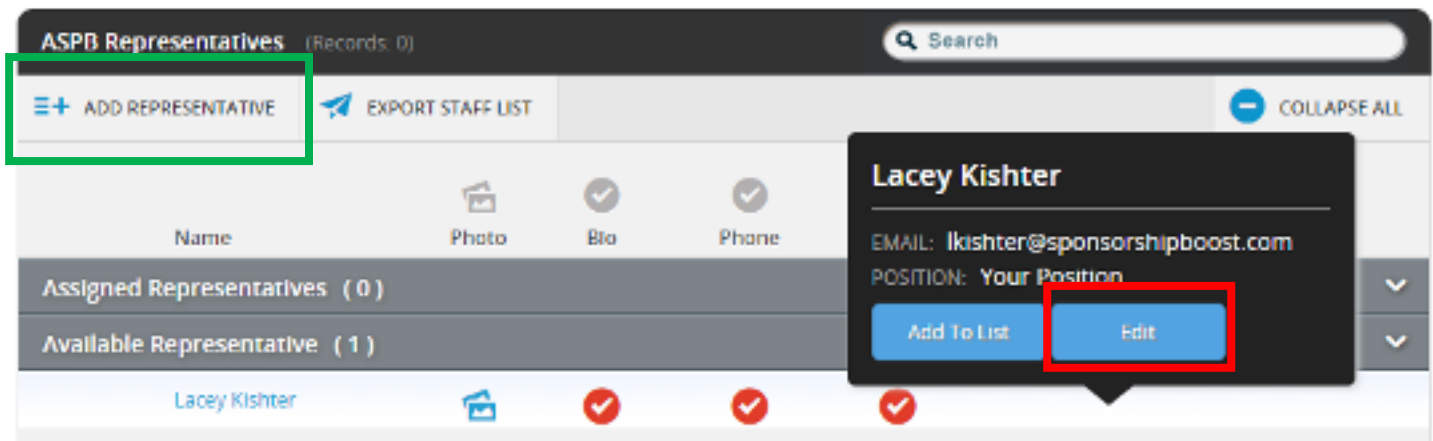 ASPB Representatives (Records: 0) Search
ADD REPRESENTATIVE EXPORT STAFF LIST COLLAPSE ALL
Lacey Kishter
EMAIL: lkishter@sponsorshipboost.com
POSITION: Your Position
Add To List Edit
Name Photo Bio Phone
Assigned Representatives ( 0 )
Available Representative ( 1 )
Lacey Kishter